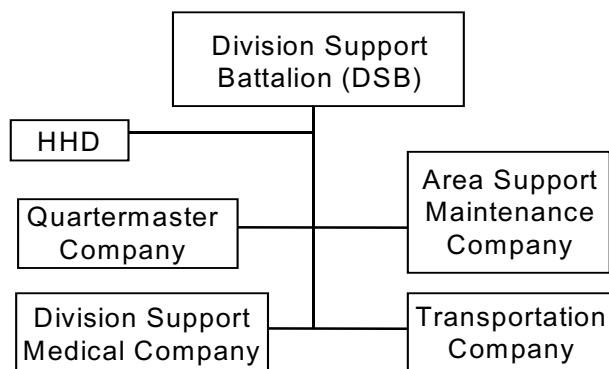 Division Support
Battalion (DSB)
HHD
Quartermaster
Company
Area Support
Maintenance
Company
Division Support
Medical Company
Transportation
Company